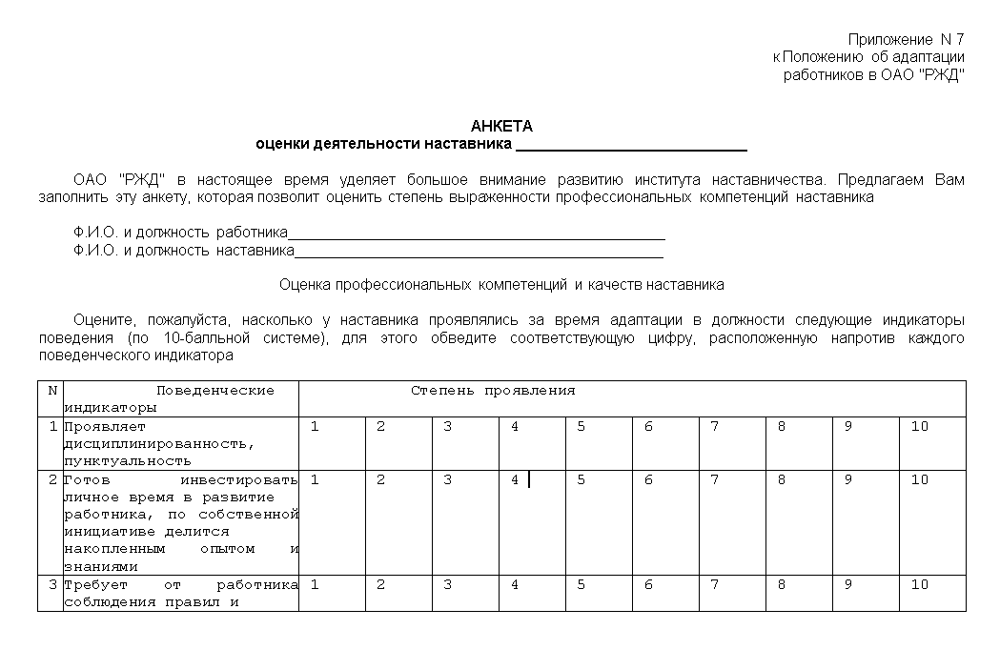 Приложение N 7
к Положению об адаптации
работников в ОАО "РЖД"
АНКЕТА
оценки деятельности наставника ___________________________
ОАО "РЖД" в настоящее время уделяет большое внимание развитию института наставничества. Предлагаем Вам
заполнить эту анкету, которая позволит оценить степень выраженности профессиональных компетенций наставника
Ф.И.О. и должность работника____________________________________________
Ф.И.О. и должность наставника___________________________________________
Оценка профессиональных компетенций и качеств наставника
Оцените, пожалуйста, насколько у наставника проявлялись за время адаптации в должности следующие индикаторы
поведения (по 10-балльной системе), для этого обведите соответствующую цифру, расположенную напротив каждого
поведенческого индикатора
N Поведенческие Степень проявления
индикаторы
1 Проявляет 1 2 3 4 5 6 7 8 9 10
дисциплинированность,
пунктуальность
2 Готов инвестировать 1 2 3 4 5 6 7 8 9 10
личное время в развитие
работника, по собственной
инициативе делится
накопленным опытом и
знаниями
3 Требует от работника 1 2 3 4 5 6 7 8 9 10
соблюдения правил и